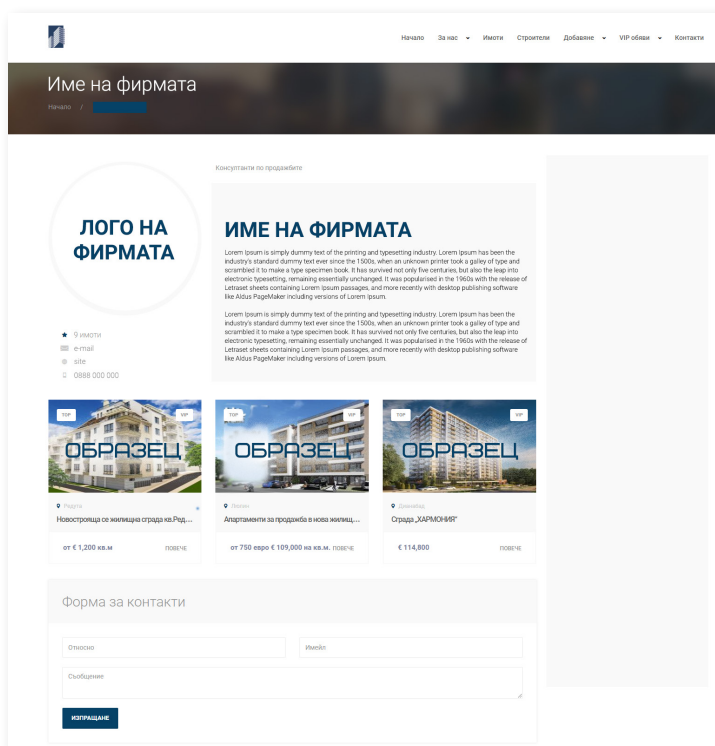 Начало За нас Имоти Строители Добавяне VIP обяви Контакти
Име на фирмата
Начало /
Консултанти по продажбите
ЛОГО НА
ФИРМАТА
ИМЕ НА ФИРМАТА
Lorem Ipsum is simply dummy text of the printing and typesetting industry. Lorem Ipsum has been the
industry's standard dummy text ever since the 1500s, when an unknown printer took a galley of type and
scrambled it to make a type specimen book. It has survived not only five centuries, but also the leap into
electronic typesetting, remaining essentially unchanged. It was popularised in the 1960s with the release of
Letraset sheets containing Lorem Ipsum passages, and more recently with desktop publishing software
like Aldus PageMaker including versions of Lorem Ipsum.
Lorem Ipsum is simply dummy text of the printing and typesetting industry. Lorem Ipsum has been the
industry's standard dummy text ever since the 1500s, when an unknown printer took a galley of type and
scrambled it to make a type specimen book. It has survived not only five centuries, but also the leap into
electronic typesetting, remaining essentially unchanged. It was popularised in the 1960s with the release of
Letraset sheets containing Lorem Ipsum passages, and more recently with desktop publishing software
like Aldus PageMaker including versions of Lorem Ipsum.
9 имоти
e-mail
site
0888 000 000
TOP VIP
ОБРАЗЕЦ
Редута
Новостроящa се жилищна сграда кв.Ред...
от € 1,200 кв.м ПОВЕЧЕ
TOP VIP
ОБРАЗЕЦ
Лозен
Апартаменти за продажба в нова жилищ...
от 750 евро € 109,000 на кв.м. ПОВЕЧЕ
TOP VIP
ОБРАЗЕЦ
Дианабад
Сграда „ХАРМОНИЯ"
€ 114,800 ПОВЕЧЕ
Форма за контакти
Относно
Имейл
Съобщение
ИЗПРАЩАНЕ